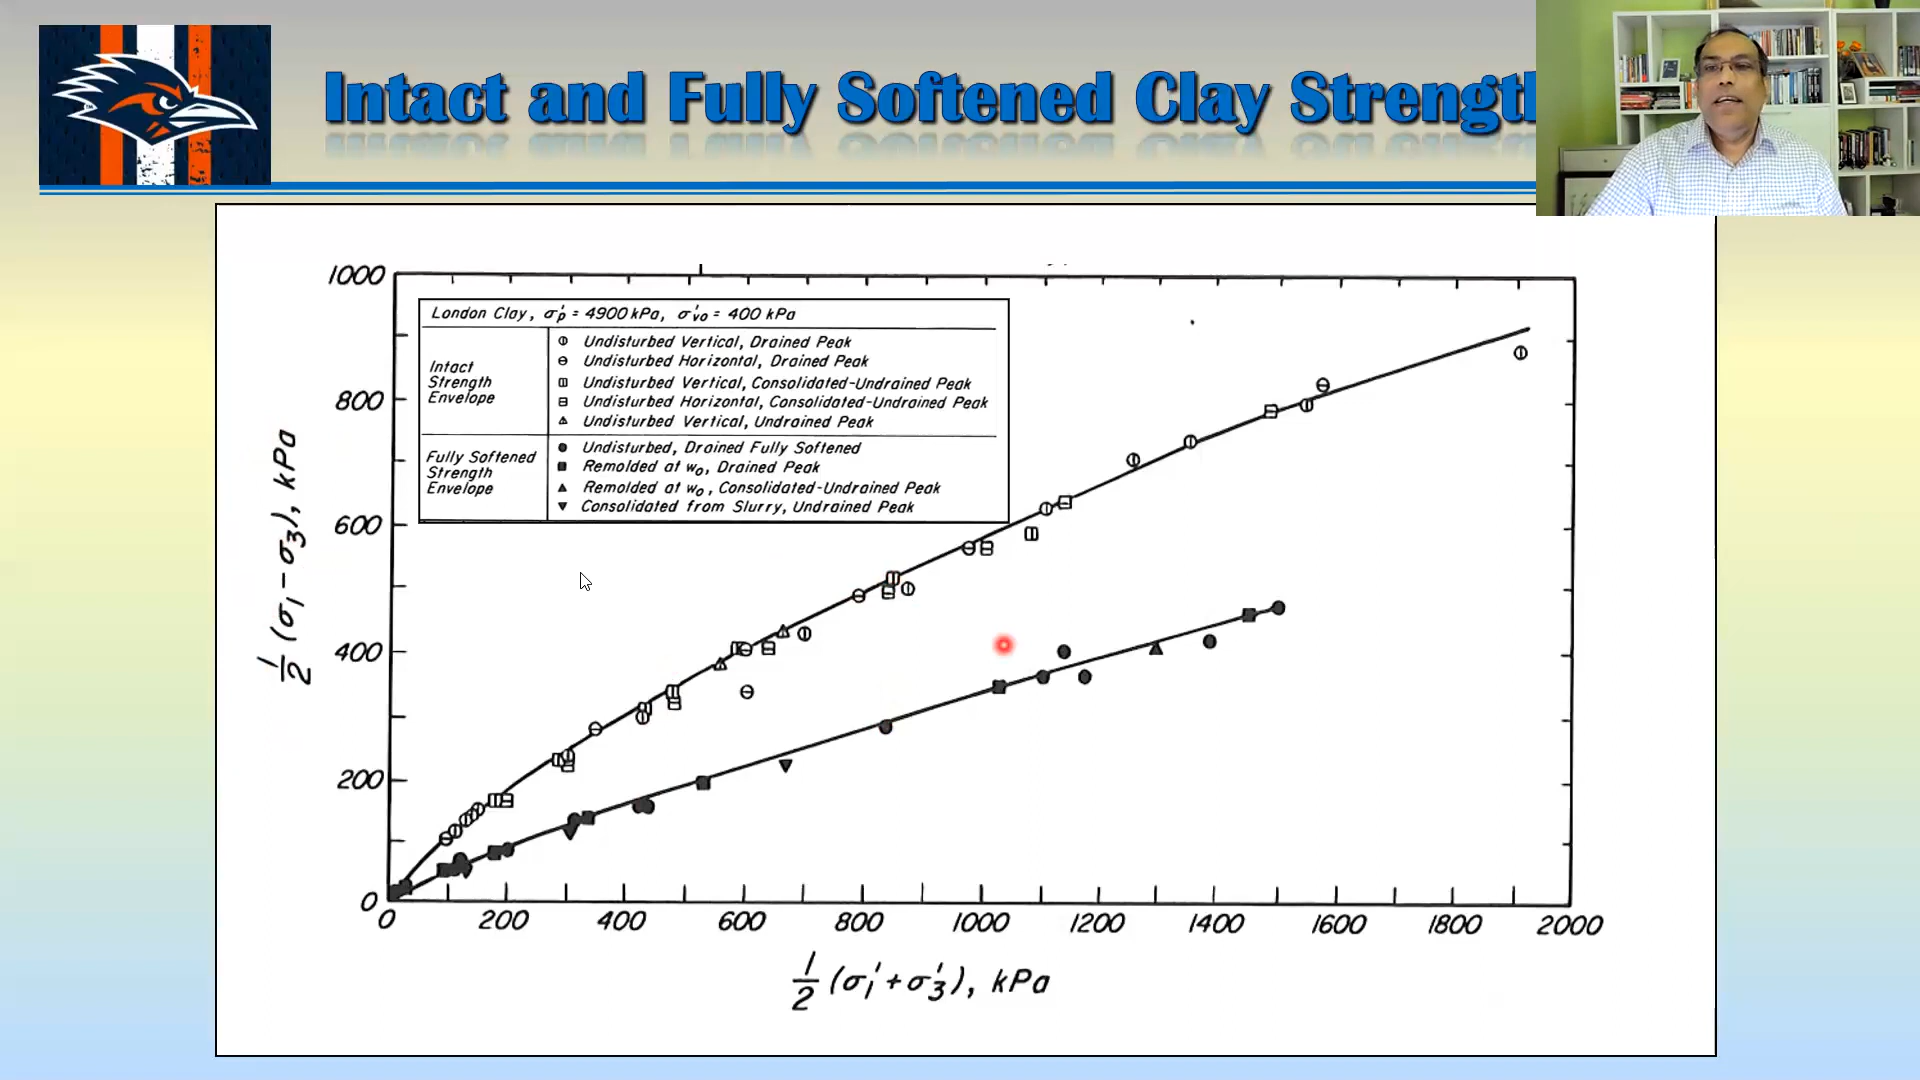 Intact and Fully Softened Clay Strengt
London Clay, σ'p = 4900 kPa, σ'vo = 400 kPa
Intact
Strength
Envelope
Undisturbed Vertical, Drained Peak
Undisturbed Horizontal, Drained Peak
Undisturbed Vertical, Consolidated-Undrained Peak
Undisturbed Horizontal, Consolidated-Undrained Peak
Undisturbed Vertical, Undrained Peak
Fully Softened
Strength
Envelope
Undisturbed, Drained Fully Softened
Remolded at wo, Drained Peak
Remolded at wo, Consolidated-Undrained Peak
Consolidated from Slurry, Undrained Peak
1000
800
600
400
200
0
½ (σ1 - σ3), kPa
0 200 400 600 800 1000 1200 1400 1600 1800 2000
½ (σ'1 + σ'3), kPa